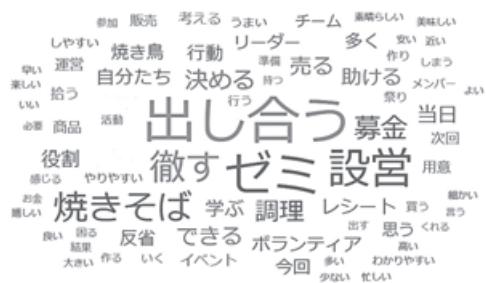 参加 販売 考える うまい チーム 素晴らしい 美味しい
しやすい 焼き鳥 行動 リーダー 多く 安い 近い
早い 運営 自分たち 決める 準備 売る 作り しまう
楽しい 拾う 持つ 助ける メンバー よい
いい 行う 祭り
必要 商品 活動 出し合う 募金 当日
次回
役割 徹す ゼミ 設営 用意
感じる やりやすい
お金 焼きそば 学ぶ 調理 レシート 買う 細かい
嬉しい 言う
良い 困る 反省 できる ボランティア 出す 思う くれる
結果 高い
大きい 作る いく イベント 今回 多い わかりやすい
少ない 忙しい